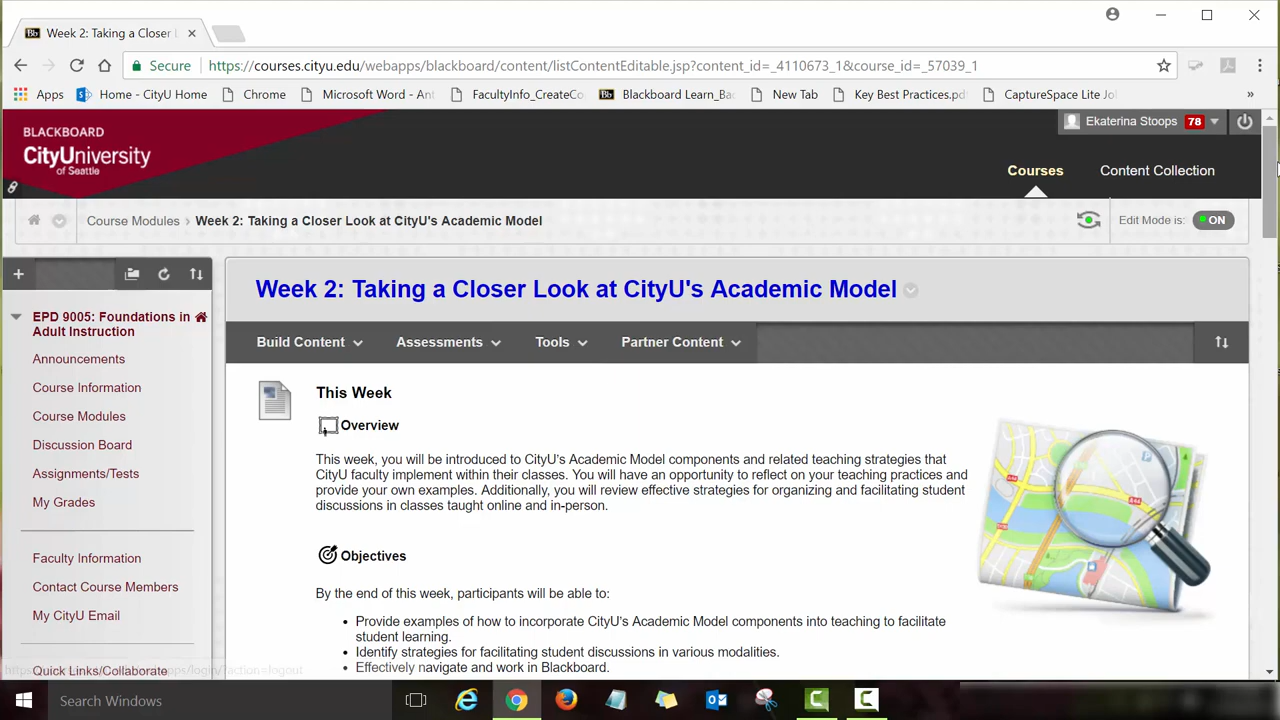 Week 2: Taking a Closer L
Secure https://courses.cityu.edu/webapps/blackboard/content/listContentEditable.jsp?content_id=_4110673_1&course_id=_57039_1
Apps Home - CityU Home Chrome Microsoft Word - Ant FacultyInfo_CreateCo Blackboard Learn_Ba New Tab Key Best Practices.pdf CaptureSpace Lite Jo »
BLACKBOARD
CityUniversity
of Seattle
Ekaterina Stoops 78
Courses Content Collection
Course Modules > Week 2: Taking a Closer Look at CityU's Academic Model
Edit Mode is: ON
EPD 9005: Foundations in
Adult Instruction
Announcements
Course Information
Course Modules
Discussion Board
Assignments/Tests
My Grades
Faculty Information
Contact Course Members
My CityU Email
Quick Links/Collaborate
Week 2: Taking a Closer Look at CityU's Academic Model
Build Content Assessments Tools Partner Content
This Week
Overview
This week, you will be introduced to CityU's Academic Model components and related teaching strategies that
CityU faculty implement within their classes. You will have an opportunity to reflect on your teaching practices and
provide your own examples. Additionally, you will review effective strategies for organizing and facilitating student
discussions in classes taught online and in-person.
Objectives
By the end of this week, participants will be able to:
• Provide examples of how to incorporate CityU's Academic Model components into teaching to facilitate
student learning.
• Identify strategies for facilitating student discussions in various modalities.
• Effectively navigate and work in Blackboard.
Search Windows